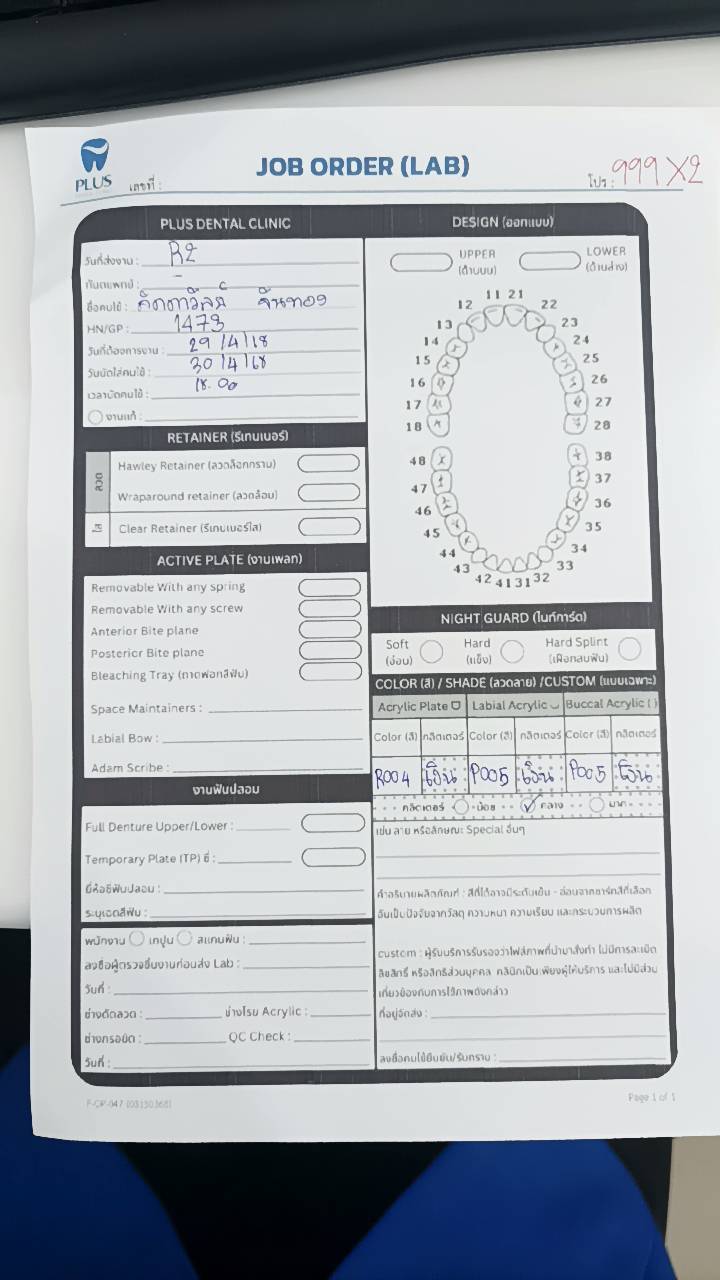 PLUS
เลขที่ :
JOB ORDER (LAB)
โปร : 999 X2
PLUS DENTAL CLINIC
วันที่ส่งงาน : R2
ทันตแพทย์ : -
ชื่อคนไข้ : จันทอง
HN/GP : 1473
วันที่ต้องการงาน : 29/4/68
วันนัดใส่คนไข้ : 30/4/68
เวลานัดคนไข้ : 18.00
งานแก้ :
RETAINER (รีเทนเนอร์)
ลวด
Hawley Retainer (ลวดล็อกกราม)
Wraparound retainer (ลวดล้อม)
ใส
Clear Retainer (รีเทนเนอร์ใส)
ACTIVE PLATE (งานเพลท)
Removable With any spring
Removable With any screw
Anterior Bite plane
Posterior Bite plane
Bleaching Tray (ถาดฟอกสีฟัน)
Space Maintainers :
Labial Bow :
Adam Scribe :
งานฟันปลอม
Full Denture Upper/Lower :
Temporary Plate (TP) ซี่ :
ยี่ห้อซี่ฟันปลอม :
ระบุเฉดสีฟัน :
พนักงาน เทปูน สแกนฟัน :
ลงชื่อผู้ตรวจชิ้นงานก่อนส่ง Lab :
วันที่ :
ช่างดัดลวด : ช่างโรย Acrylic :
ช่างกรอขัด : QC Check :
วันที่ :
DESIGN (ออกแบบ)
UPPER
(ด้านบน)
LOWER
(ด้านล่าง)
11 21
12 22
13 23
14 24
15 25
16 26
17 27
18 28
48 38
47 37
46 36
45 35
44 34
43 33
42 41 31 32
NIGHT GUARD (ไนท์การ์ด)
Soft
(อ่อน)
Hard
(แข็ง)
Hard Splint
(เฝือกสบฟัน)
COLOR (สี) / SHADE (ลวดลาย) /CUSTOM (แบบเฉพาะ)
Acrylic Plate Labial Acrylic Buccal Acrylic ( )
Color (สี) กลิตเตอร์ Color (สี) กลิตเตอร์ Color (สี) กลิตเตอร์
R004 เงิน P005 เงิน P005 เงิน
กลิตเตอร์ น้อย ✓ กลาง มาก
เช่น ลาย หรือลักษณะ Special อื่นๆ
คำอธิบายผลิตภัณฑ์ : สีที่ได้อาจมีระดับเข้ม - อ่อนจากชาร์ทสีที่เลือก
อันเป็นปัจจัยจากวัสดุ ความหนา ความเรียบ และกระบวนการผลิต
custom : ผู้รับบริการรับรองว่าไฟล์ภาพที่นำมาสั่งทำ ไม่มีการละเมิด
ลิขสิทธิ์ หรือสิทธิส่วนบุคคล คลินิกเป็นเพียงผู้ให้บริการ และไม่มีส่วน
เกี่ยวข้องกับการใช้ภาพดังกล่าว
ที่อยู่จัดส่ง :
ลงชื่อคนไข้ยืนยัน/รับทราบ :
Page 1 of 1